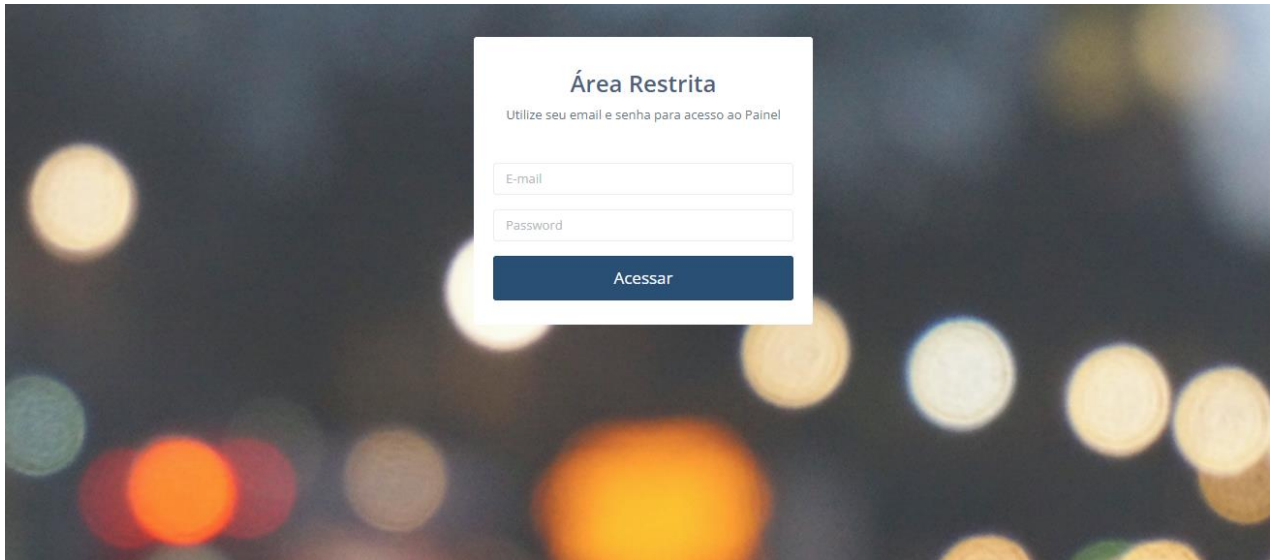 Área Restrita
Utilize seu email e senha para acesso ao Painel
E-mail
Password
Acessar